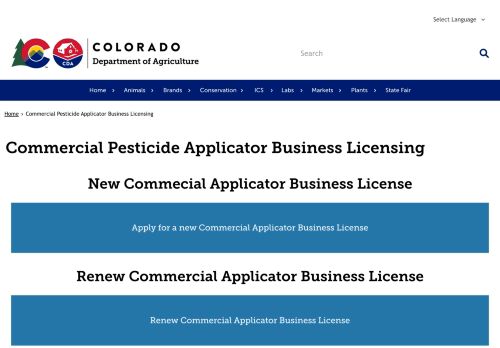 Select Language
CO
CDA
COLORADO
Department of Agriculture
Search
Home Animals Brands Conservation ICS Labs Markets Plants State Fair
Home › Commercial Pesticide Applicator Business Licensing
Commercial Pesticide Applicator Business Licensing
New Commecial Applicator Business License
Apply for a new Commercial Applicator Business License
Renew Commercial Applicator Business License
Renew Commercial Applicator Business License